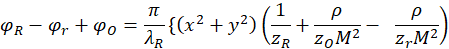 φ_R − φ_r + φ_O = π/λ_R {(x² + y²) (1/z_R + ρ/(z_O M²) − ρ/(z_r M²))